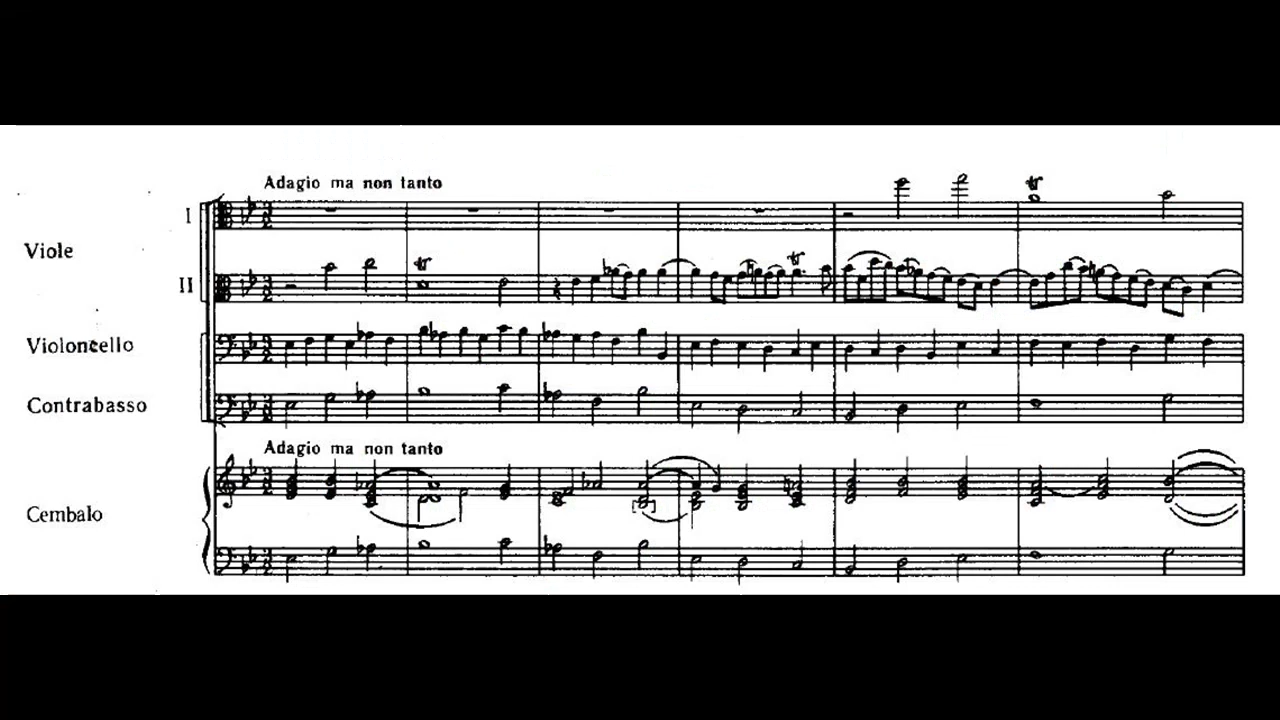 Adagio ma non tanto
I
Viole
II
Violoncello
Contrabasso
Adagio ma non tanto
Cembalo